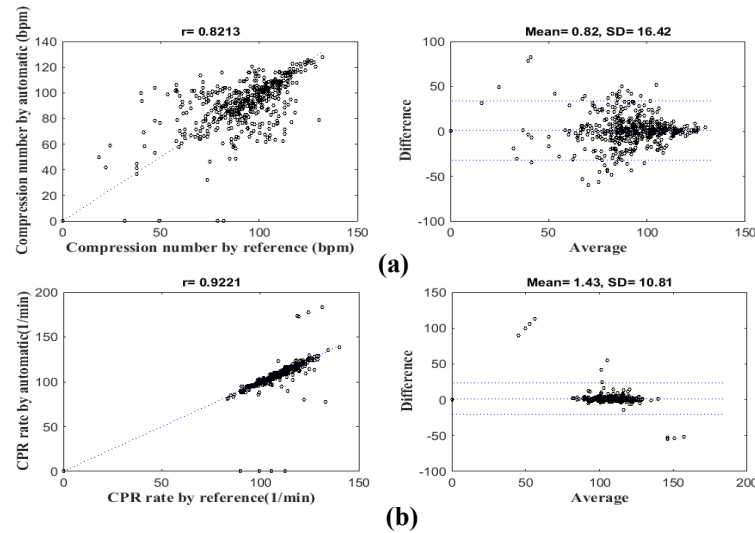 r= 0.8213
Compression number by automatic (bpm)
140
120
100
80
60
40
20
0
0 50 100 150
Compression number by reference (bpm)
Mean= 0.82, SD= 16.42
Difference
100
50
0
-50
-100
0 50 100 150
Average
(a)
r= 0.9221
CPR rate by automatic(1/min)
200
150
100
50
0
0 50 100 150
CPR rate by reference(1/min)
Mean= 1.43, SD= 10.81
Difference
150
100
50
0
-50
-100
0 50 100 150 200
Average
(b)